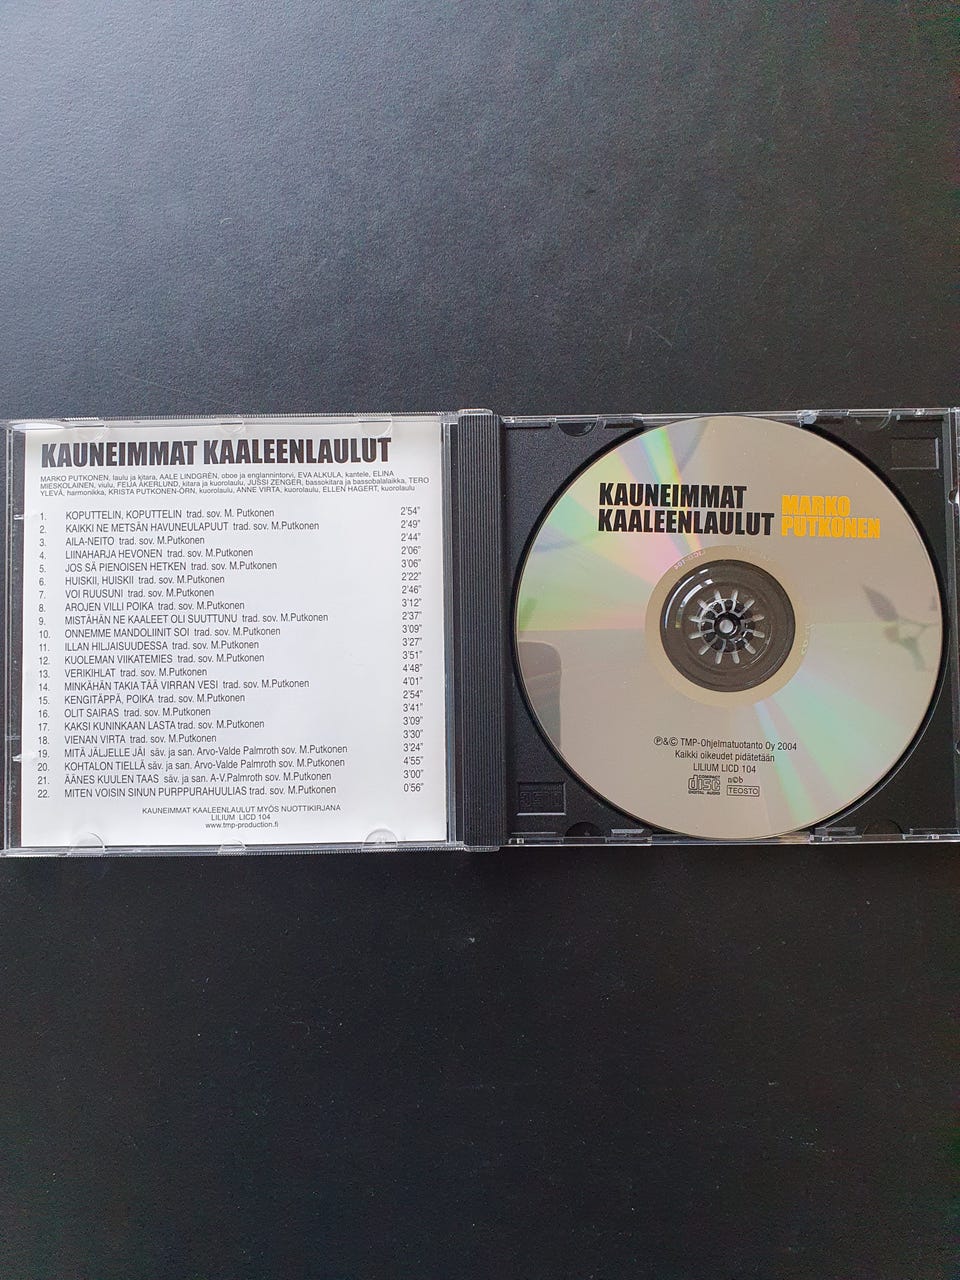 KAUNEIMMAT KAALEENLAULUT
MARKO PUTKONEN, laulu ja kitara, AALE LINDGRÉN, oboe ja englannintorvi, EVA ALKULA, kantele, ELINA
MIESKOLAINEN, viulu, FEIJA ÅKERLUND, kitara ja kuorolaulu, JUSSI ZENGER, bassokitara ja bassobalalaikka, TERO
YLEVÄ, harmonikka, KRISTA PUTKONEN-ÖRN, kuorolaulu, ANNE VIRTA, kuorolaulu, ELLEN HAGERT, kuorolaulu
1. KOPUTTELIN, KOPUTTELIN trad. sov. M. Putkonen 2'54"
2. KAIKKI NE METSÄN HAVUNEULAPUUT trad. sov. M.Putkonen 2'49"
3. AILA-NEITO trad. sov. M.Putkonen 2'44"
4. LIINAHARJA HEVONEN trad. sov. M.Putkonen 2'06"
5. JOS SÄ PIENOISEN HETKEN trad. sov. M.Putkonen 3'06"
6. HUISKII, HUISKII trad. sov. M.Putkonen 2'22"
7. VOI RUUSUNI trad. sov. M.Putkonen 2'46"
8. AROJEN VILLI POIKA trad. sov. M.Putkonen 3'12"
9. MISTÄHÄN NE KAALEET OLI SUUTTUNU trad. sov. M.Putkonen 2'37"
10. ONNEMME MANDOLIINIT SOI trad. sov. M.Putkonen 3'09"
11. ILLAN HILJAISUUDESSA trad. sov. M.Putkonen 3'27"
12. KUOLEMAN VIIKATEMIES trad. sov. M.Putkonen 3'51"
13. VERIKIHLAT trad. sov. M.Putkonen 4'48"
14. MINKÄHÄN TAKIA TÄÄ VIRRAN VESI trad. sov. M.Putkonen 4'01"
15. KENGITÄPPÄ, POIKA trad. sov. M.Putkonen 2'54"
16. OLIT SAIRAS trad. sov. M.Putkonen 3'41"
17. KAKSI KUNINKAAN LASTA trad. sov. M.Putkonen 3'09"
18. VIENAN VIRTA trad. sov. M.Putkonen 3'30"
19. MITÄ JÄLJELLE JÄI säv. ja san. Arvo-Valde Palmroth sov. M.Putkonen 3'24"
20. KOHTALON TIELLÄ säv. ja san. Arvo-Valde Palmroth sov. M.Putkonen 4'55"
21. ÄÄNES KUULEN TAAS säv. ja san. A-V.Palmroth sov. M.Putkonen 3'00"
22. MITEN VOISIN SINUN PURPPURAHUULIAS trad. sov. M.Putkonen 0'56"
KAUNEIMMAT KAALEENLAULUT MYÖS NUOTTIKIRJANA
LILIUM LICD 104
www.tmp-production.fi
KAUNEIMMAT
KAALEENLAULUT
MARKO
PUTKONEN
℗&© TMP-Ohjelmatuotanto Oy 2004
Kaikki oikeudet pidätetään
LILIUM LICD 104
COMPACT
disc
DIGITAL AUDIO
n©b
TEOSTO